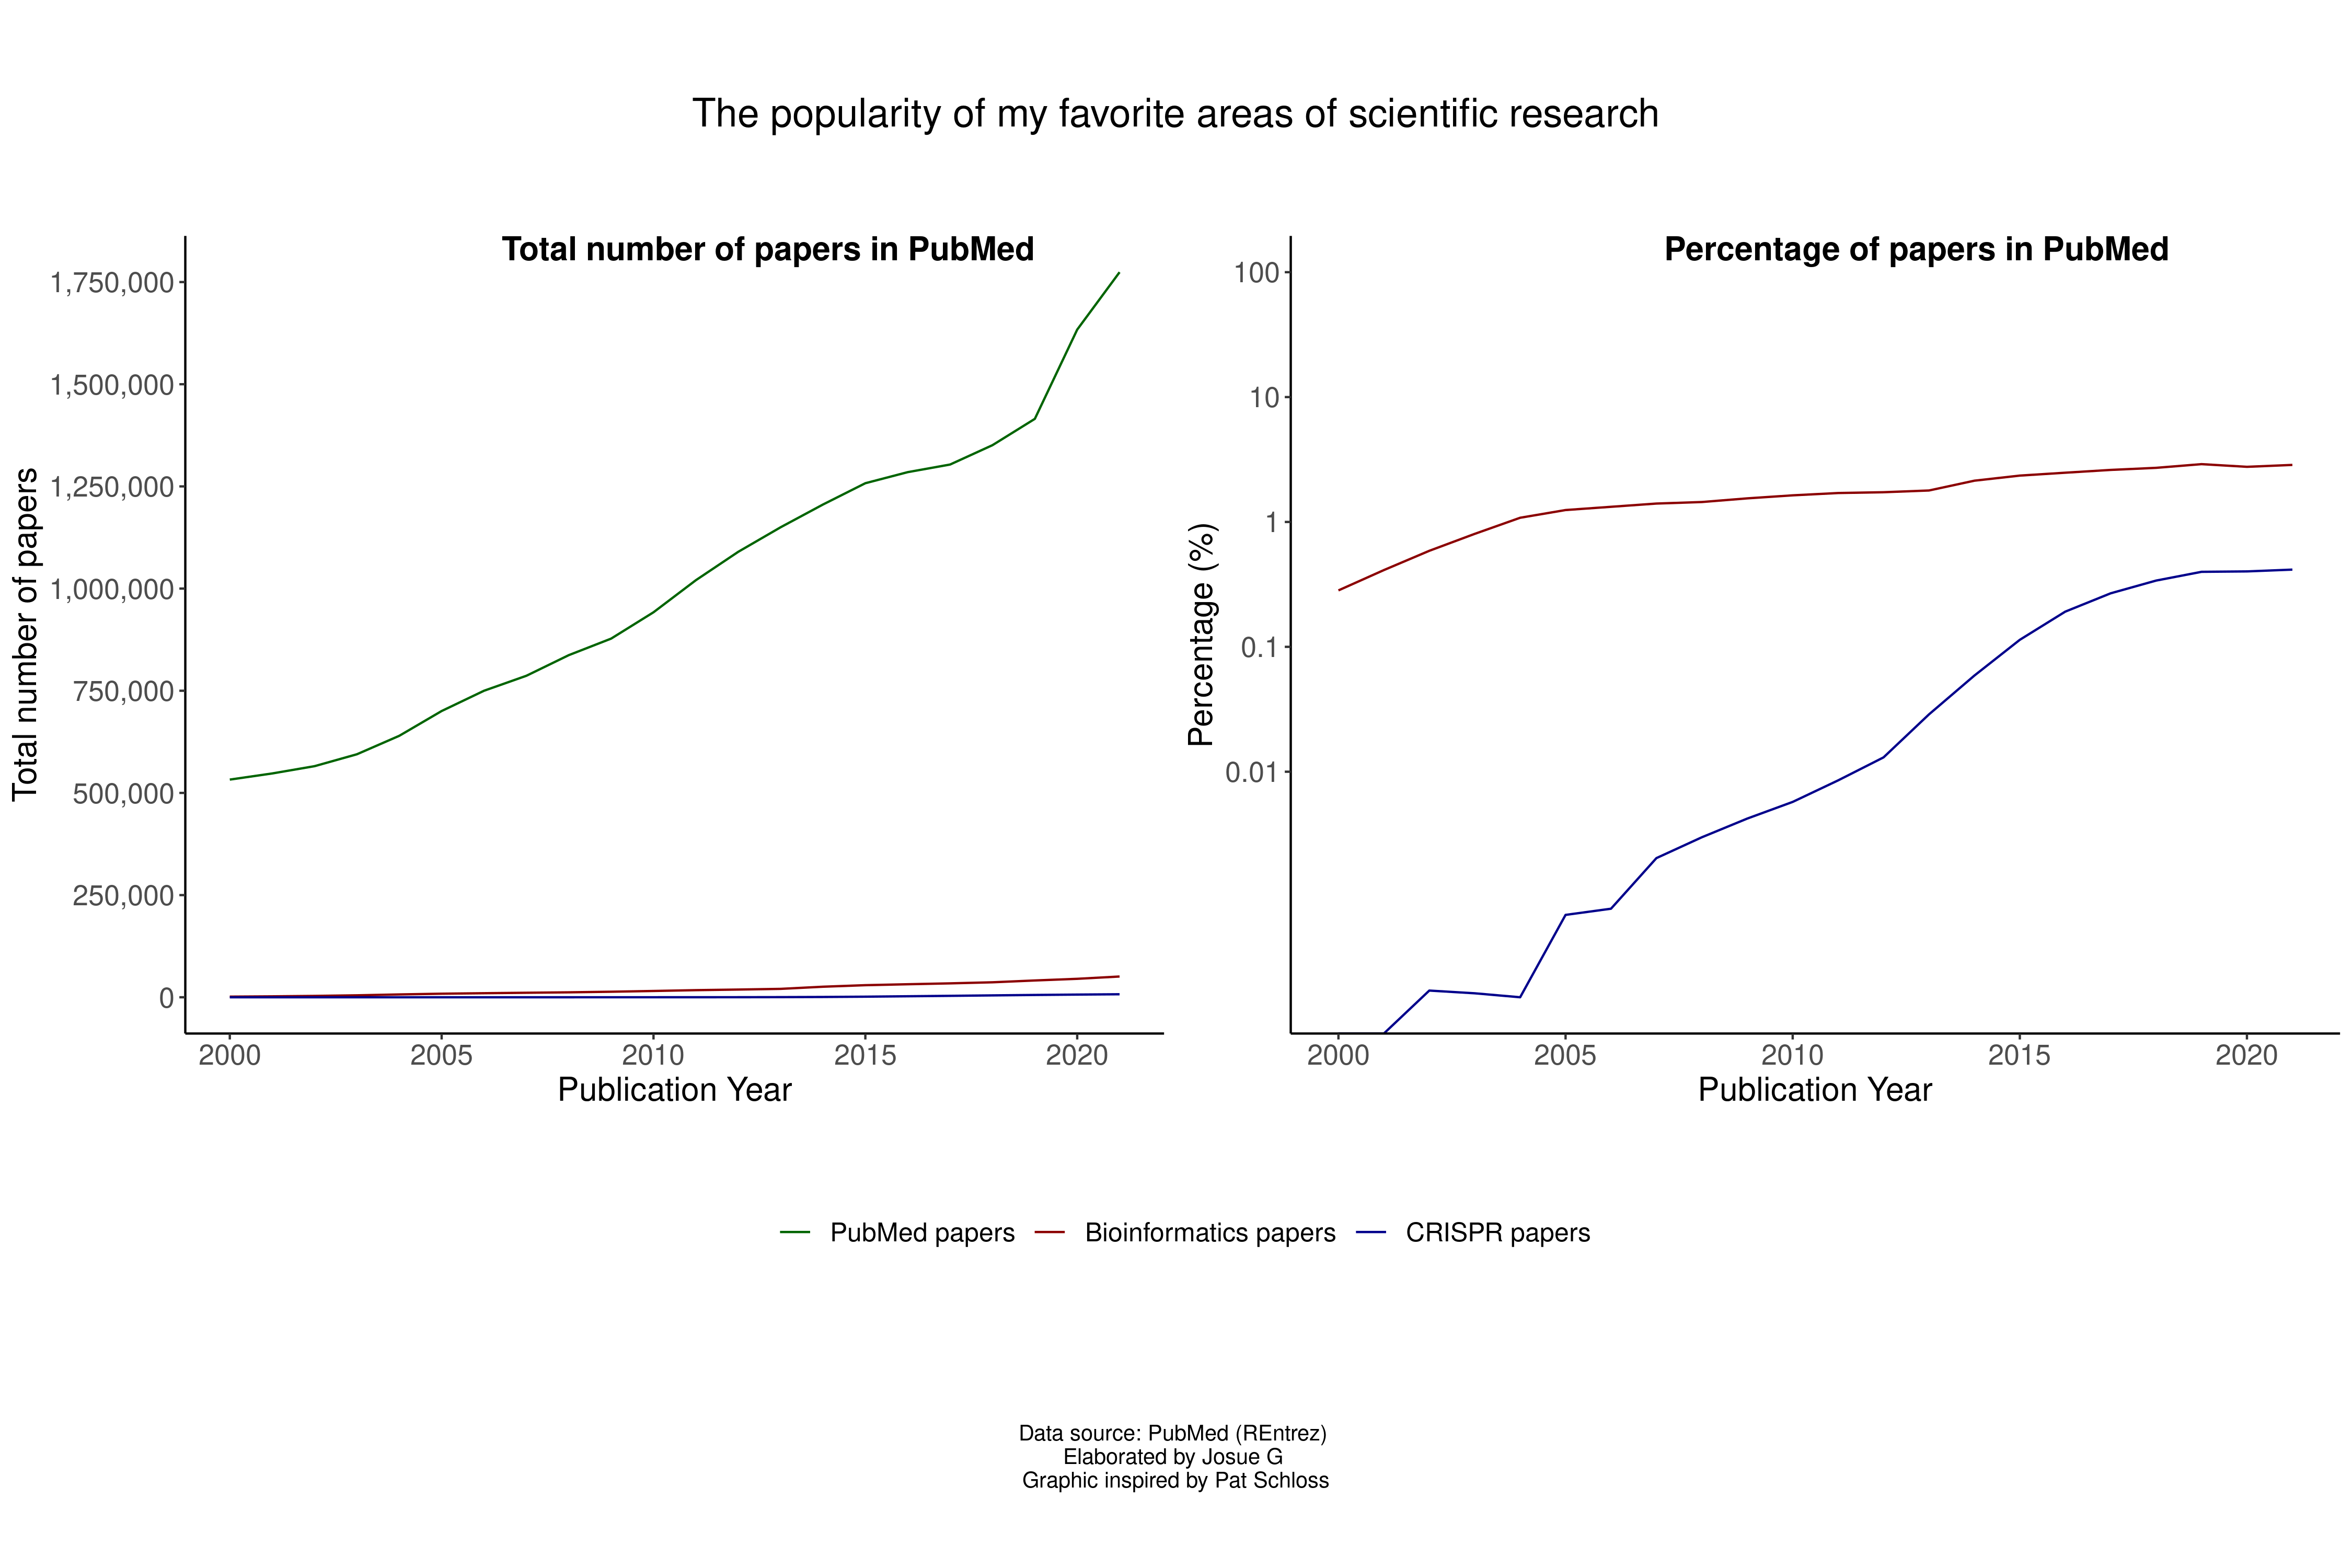 The popularity of my favorite areas of scientific research
Total number of papers in PubMed
Total number of papers
1,750,000
1,500,000
1,250,000
1,000,000
750,000
500,000
250,000
0
2000 2005 2010 2015 2020
Publication Year
Percentage of papers in PubMed
Percentage (%)
100
10
1
0.1
0.01
2000 2005 2010 2015 2020
Publication Year
PubMed papers Bioinformatics papers CRISPR papers
Data source: PubMed (REntrez)
Elaborated by Josue G
Graphic inspired by Pat Schloss